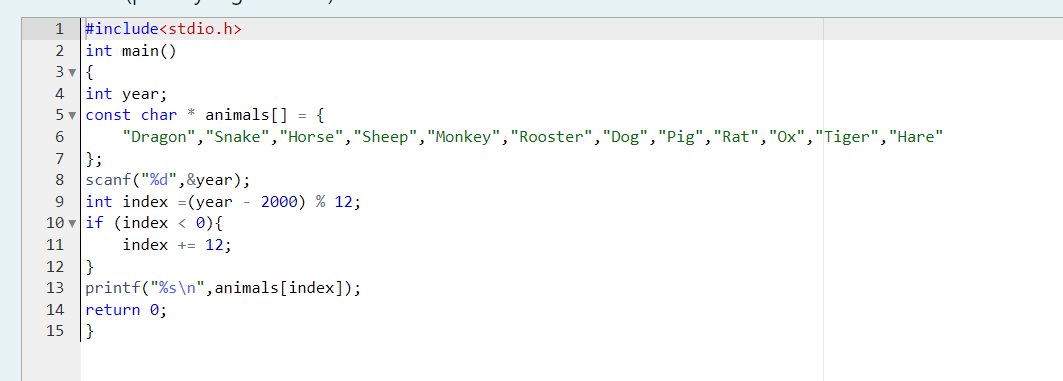 1 #include<stdio.h>
2 int main()
3 {
4 int year;
5 const char * animals[] = {
6     "Dragon","Snake","Horse","Sheep","Monkey","Rooster","Dog","Pig","Rat","Ox","Tiger","Hare"
7 };
8 scanf("%d",&year);
9 int index =(year - 2000) % 12;
10 if (index < 0){
11     index += 12;
12 }
13 printf("%s\n",animals[index]);
14 return 0;
15 }